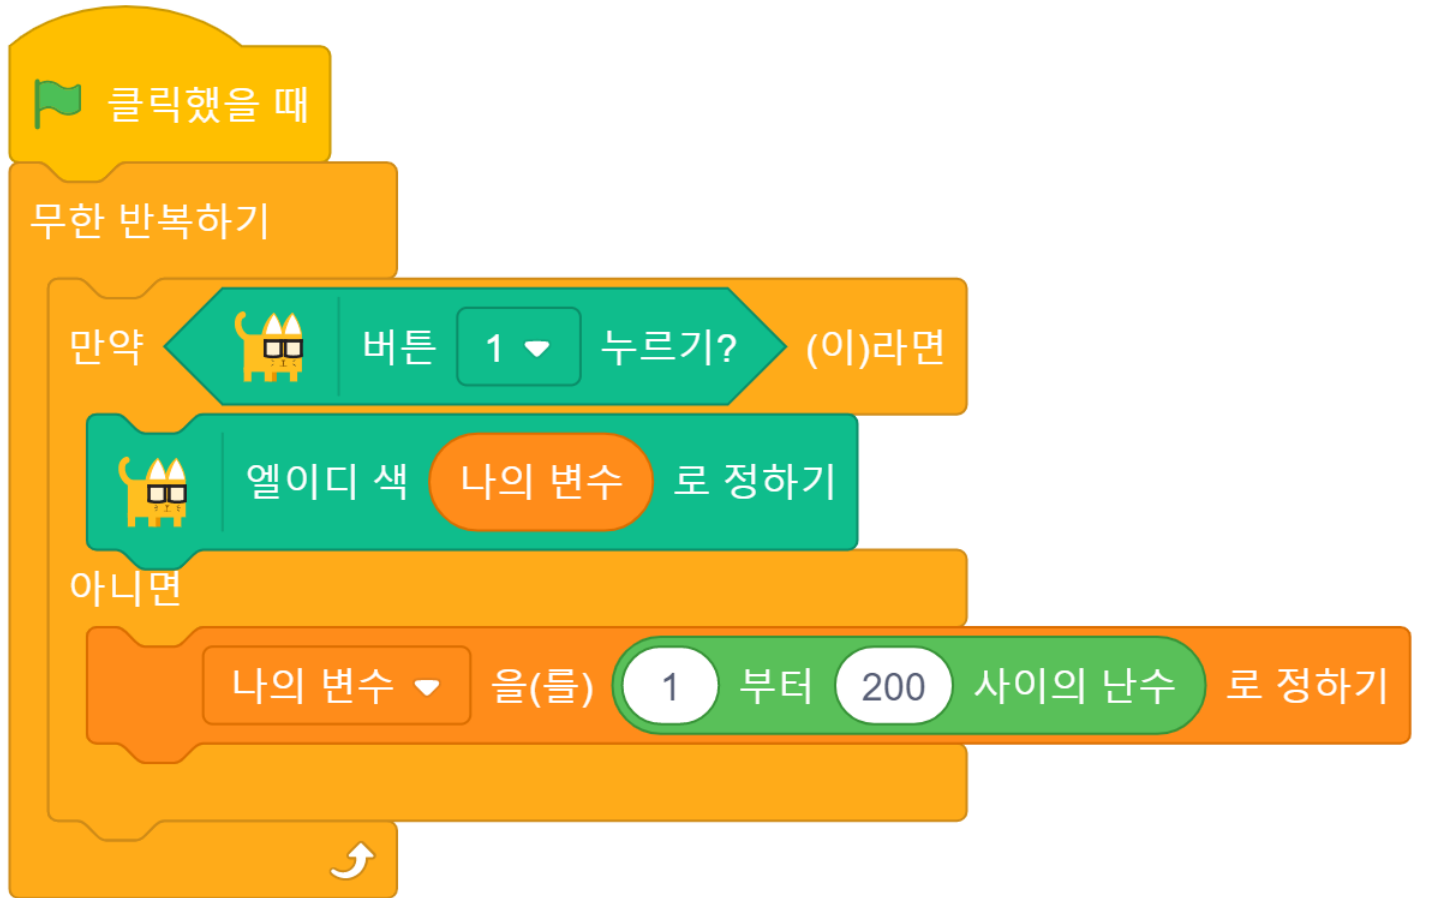 클릭했을 때
무한 반복하기
만약 버튼 1 누르기? (이)라면
엘이디 색 나의 변수 로 정하기
아니면
나의 변수 을(를) 1 부터 200 사이의 난수 로 정하기